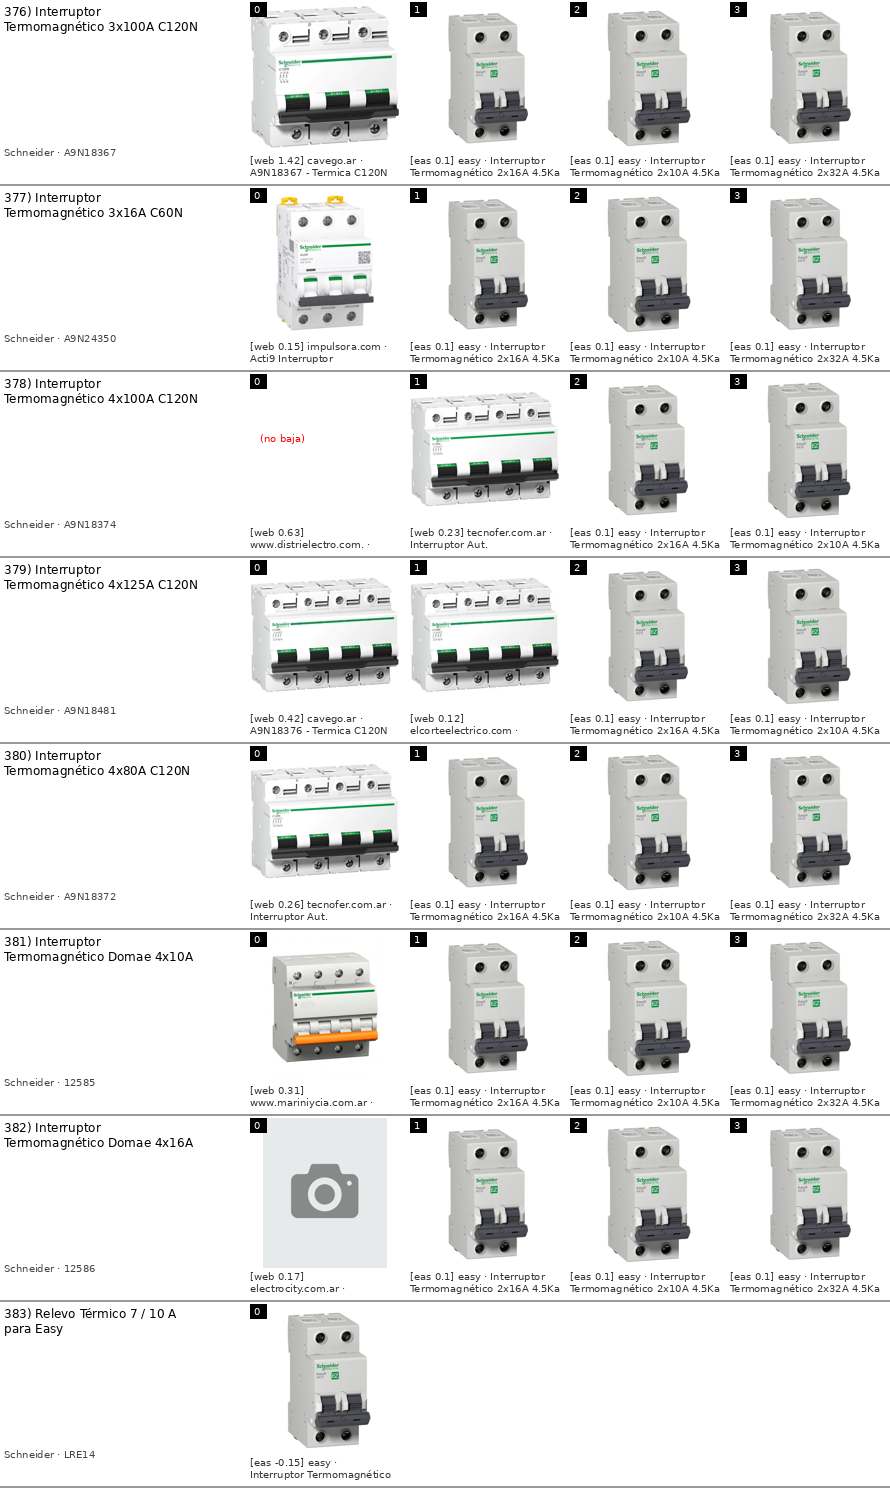 376) Interruptor
Termomagnético 3x100A C120N
Schneider · A9N18367
0
1
2
3
[web 1.42] cavego.ar ·
A9N18367 - Termica C120N
[eas 0.1] easy · Interruptor
Termomagnético 2x16A 4.5Ka
[eas 0.1] easy · Interruptor
Termomagnético 2x10A 4.5Ka
[eas 0.1] easy · Interruptor
Termomagnético 2x32A 4.5Ka
377) Interruptor
Termomagnético 3x16A C60N
Schneider · A9N24350
0
1
2
3
[web 0.15] impulsora.com ·
Acti9 Interruptor
[eas 0.1] easy · Interruptor
Termomagnético 2x16A 4.5Ka
[eas 0.1] easy · Interruptor
Termomagnético 2x10A 4.5Ka
[eas 0.1] easy · Interruptor
Termomagnético 2x32A 4.5Ka
378) Interruptor
Termomagnético 4x100A C120N
Schneider · A9N18374
0
(no baja)
1
2
3
[web 0.63]
www.distrielectro.com. ·
[web 0.23] tecnofer.com.ar ·
Interruptor Aut.
[eas 0.1] easy · Interruptor
Termomagnético 2x16A 4.5Ka
[eas 0.1] easy · Interruptor
Termomagnético 2x10A 4.5Ka
379) Interruptor
Termomagnético 4x125A C120N
Schneider · A9N18481
0
1
2
3
[web 0.42] cavego.ar ·
A9N18376 - Termica C120N
[web 0.12]
elcorteelectrico.com ·
[eas 0.1] easy · Interruptor
Termomagnético 2x16A 4.5Ka
[eas 0.1] easy · Interruptor
Termomagnético 2x10A 4.5Ka
380) Interruptor
Termomagnético 4x80A C120N
Schneider · A9N18372
0
1
2
3
[web 0.26] tecnofer.com.ar ·
Interruptor Aut.
[eas 0.1] easy · Interruptor
Termomagnético 2x16A 4.5Ka
[eas 0.1] easy · Interruptor
Termomagnético 2x10A 4.5Ka
[eas 0.1] easy · Interruptor
Termomagnético 2x32A 4.5Ka
381) Interruptor
Termomagnético Domae 4x10A
Schneider · 12585
0
1
2
3
[web 0.31]
www.mariniycia.com.ar ·
[eas 0.1] easy · Interruptor
Termomagnético 2x16A 4.5Ka
[eas 0.1] easy · Interruptor
Termomagnético 2x10A 4.5Ka
[eas 0.1] easy · Interruptor
Termomagnético 2x32A 4.5Ka
382) Interruptor
Termomagnético Domae 4x16A
Schneider · 12586
0
1
2
3
[web 0.17]
electrocity.com.ar ·
[eas 0.1] easy · Interruptor
Termomagnético 2x16A 4.5Ka
[eas 0.1] easy · Interruptor
Termomagnético 2x10A 4.5Ka
[eas 0.1] easy · Interruptor
Termomagnético 2x32A 4.5Ka
383) Relevo Térmico 7 / 10 A
para Easy
Schneider · LRE14
0
[eas -0.15] easy ·
Interruptor Termomagnético